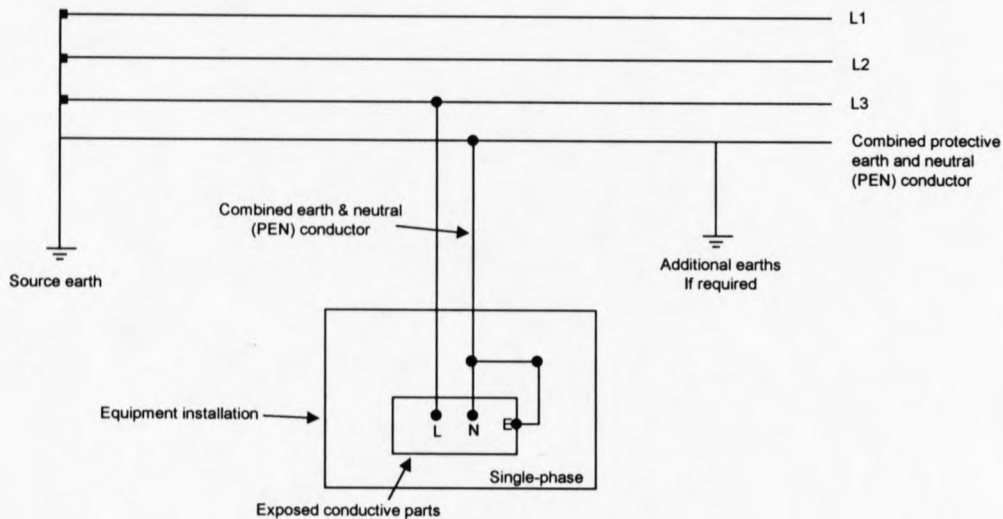 L1
L2
L3
Combined protective
earth and neutral
(PEN) conductor
Combined earth & neutral
(PEN) conductor
Source earth
Additional earths
If required
Equipment installation
L N E
Single-phase
Exposed conductive parts